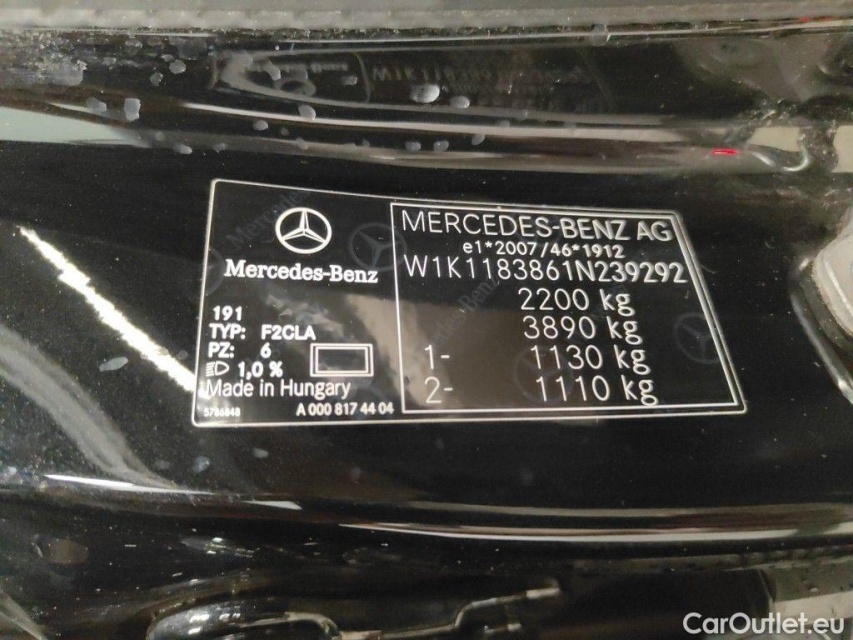 Mercedes-Benz
191
TYP: F2CLA
PZ: 6
1,0 %
Made in Hungary
5786848
A 000 817 44 04
MERCEDES-BENZ AG
e1*2007/46*1912
W1K1183861N239292
2200 kg
3890 kg
1- 1130 kg
2- 1110 kg
CarOutlet.eu